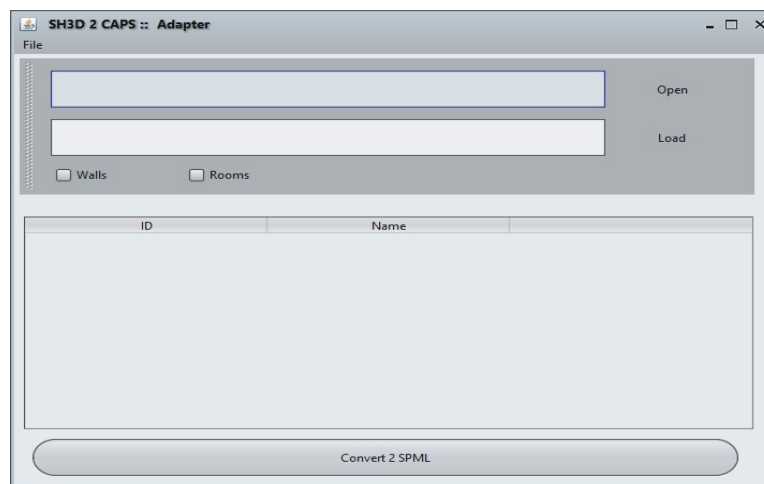 SH3D 2 CAPS :: Adapter
File
Open
Load
Walls Rooms
ID Name
Convert 2 SPML